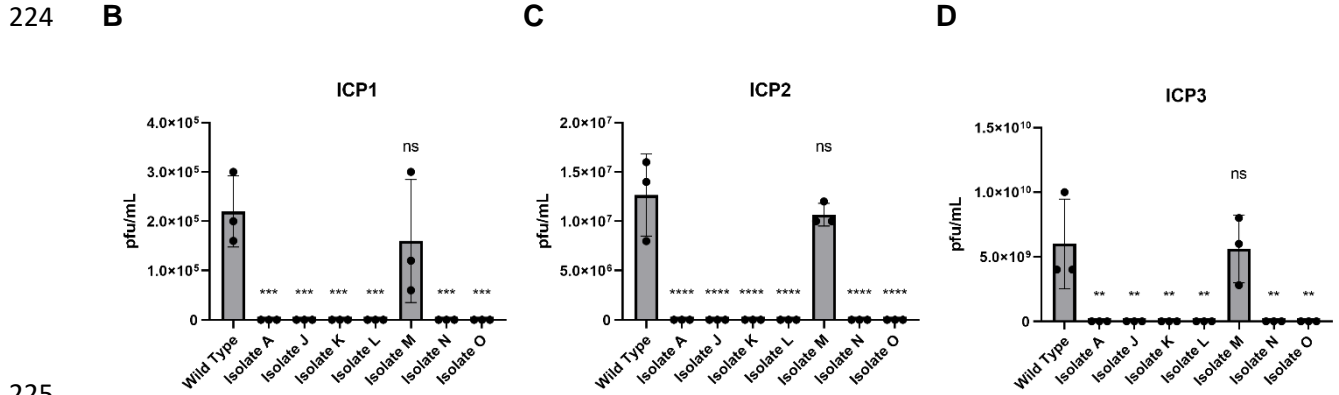 224 B C D
ICP1
4.0×10⁵
3.0×10⁵
2.0×10⁵
1.0×10⁵
0
pfu/mL
*** *** *** *** ns *** ***
Wild Type
Isolate A
Isolate J
Isolate K
Isolate L
Isolate M
Isolate N
Isolate O
ICP2
2.0×10⁷
1.5×10⁷
1.0×10⁷
5.0×10⁶
0
pfu/mL
**** **** **** **** ns **** ****
Wild Type
Isolate A
Isolate J
Isolate K
Isolate L
Isolate M
Isolate N
Isolate O
ICP3
1.5×10¹⁰
1.0×10¹⁰
5.0×10⁹
0
pfu/mL
** ** ** ** ns ** **
Wild Type
Isolate A
Isolate J
Isolate K
Isolate L
Isolate M
Isolate N
Isolate O
225